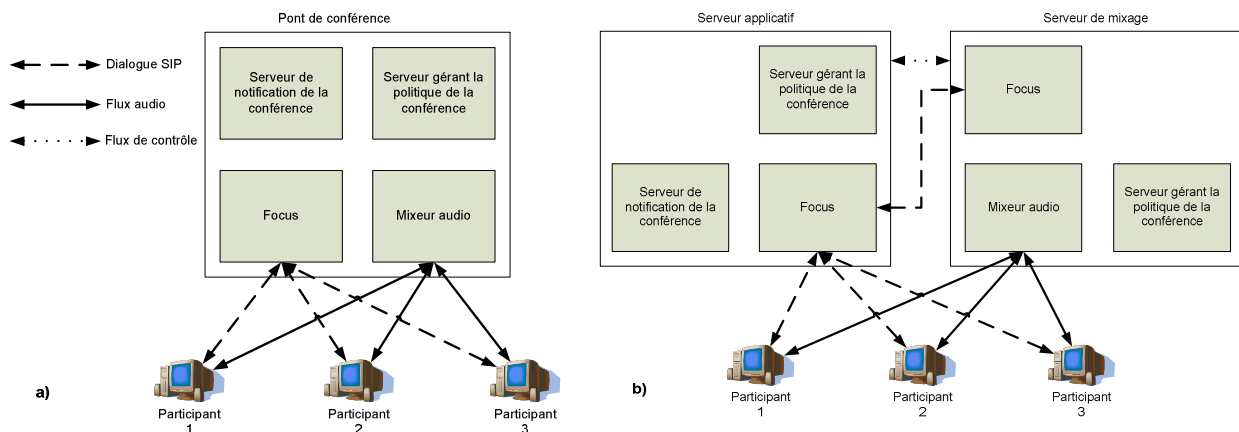 Pont de conférence
Dialogue SIP
Flux audio
Flux de contrôle
Serveur de
notification de la
conférence
Serveur gérant la
politique de la
conférence
Focus
Mixeur audio
a)
Participant
1
Participant
2
Participant
3
Serveur applicatif
Serveur de mixage
Serveur gérant la
politique de la
conférence
Focus
Serveur de
notification de la
conférence
Focus
Mixeur audio
Serveur gérant la
politique de la
conférence
b)
Participant
1
Participant
2
Participant
3